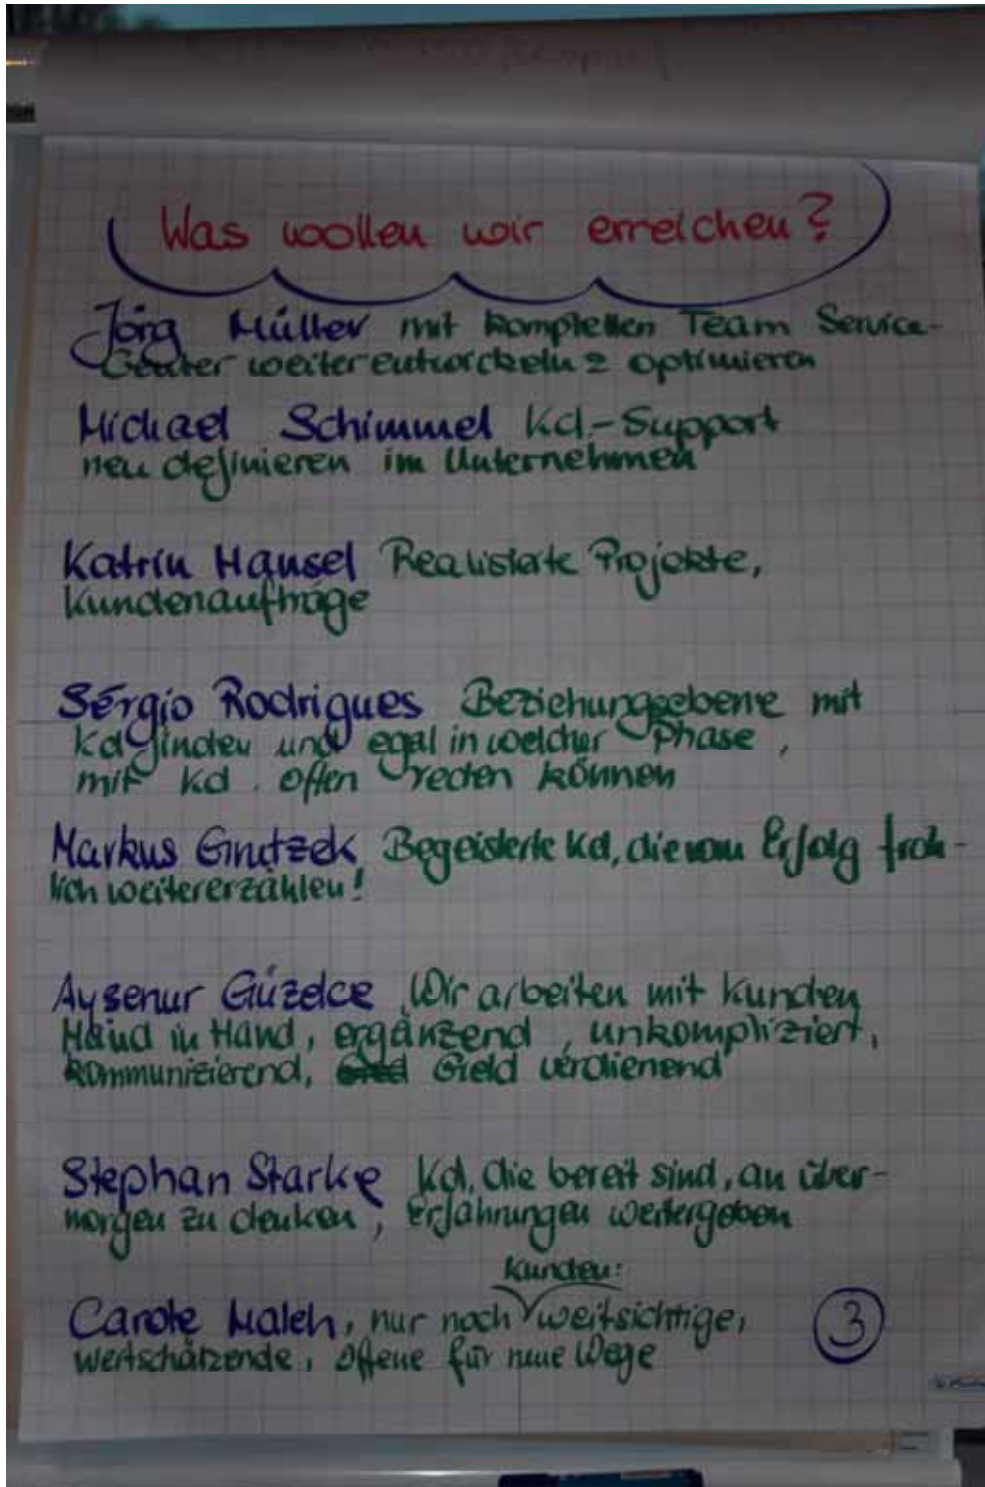 Was wollen wir erreichen?
Jörg Müller mit kompletten Team Service-
Center weiterentwickeln & optimieren
Michael Schimmel Kd.-Support
neu definieren im Unternehmen
Katrin Hansel Realisierte Projekte,
Kundenaufträge
Sérgio Rodrigues Beziehungsebene mit
Kd finden und egal in welcher Phase,
mit Kd. offen reden können
Markus Grutzek Begeisterte Kd, die vom Erfolg fröh-
lich weitererzählen!
Aysenur Güzelce Wir arbeiten mit Kunden
Hand in Hand, ergänzend, unkompliziert,
kommunizierend, Geld verdienend
Stephan Starke Kd, die bereit sind, an über-
morgen zu denken, Erfahrungen weitergeben
Kunden:
Carole Maleh, nur noch weitsichtige,
wertschätzende, offene für neue Wege
3